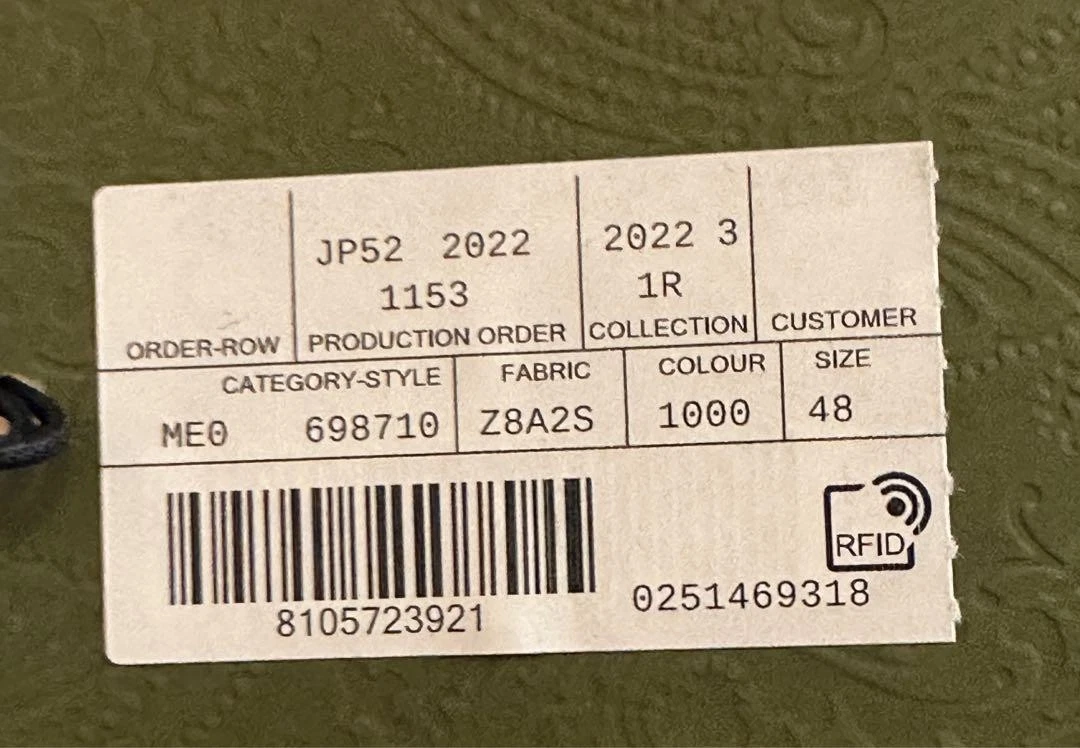 JP52 2022 2022 3
1153 1R
ORDER-ROW PRODUCTION ORDER COLLECTION CUSTOMER
CATEGORY-STYLE FABRIC COLOUR SIZE
ME0 698710 Z8A2S 1000 48
RFID
8105723921 0251469318